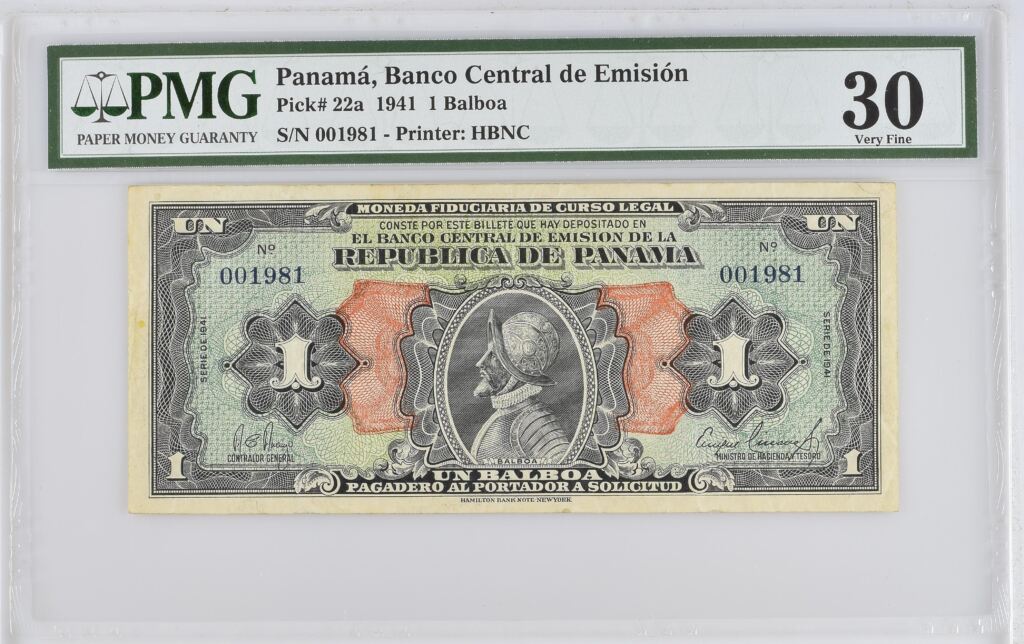 PMG
PAPER MONEY GUARANTY
Panamá, Banco Central de Emisión
Pick# 22a 1941 1 Balboa
S/N 001981 - Printer: HBNC
30
Very Fine
MONEDA FIDUCIARIA DE CURSO LEGAL
UN
UN
CONSTE POR ESTE BILLETE QUE HAY DEPOSITADO EN
EL BANCO CENTRAL DE EMISION DE LA
REPUBLICA DE PANAMA
Nº
001981
Nº
001981
SERIE DE 1941
SERIE DE 1941
1
1
CONTRALOR GENERAL
MINISTRO DE HACIENDA Y TESORO
BALBOA
1
1
UN BALBOA
PAGADERO AL PORTADOR A SOLICITUD
HAMILTON BANK NOTE NEW YORK